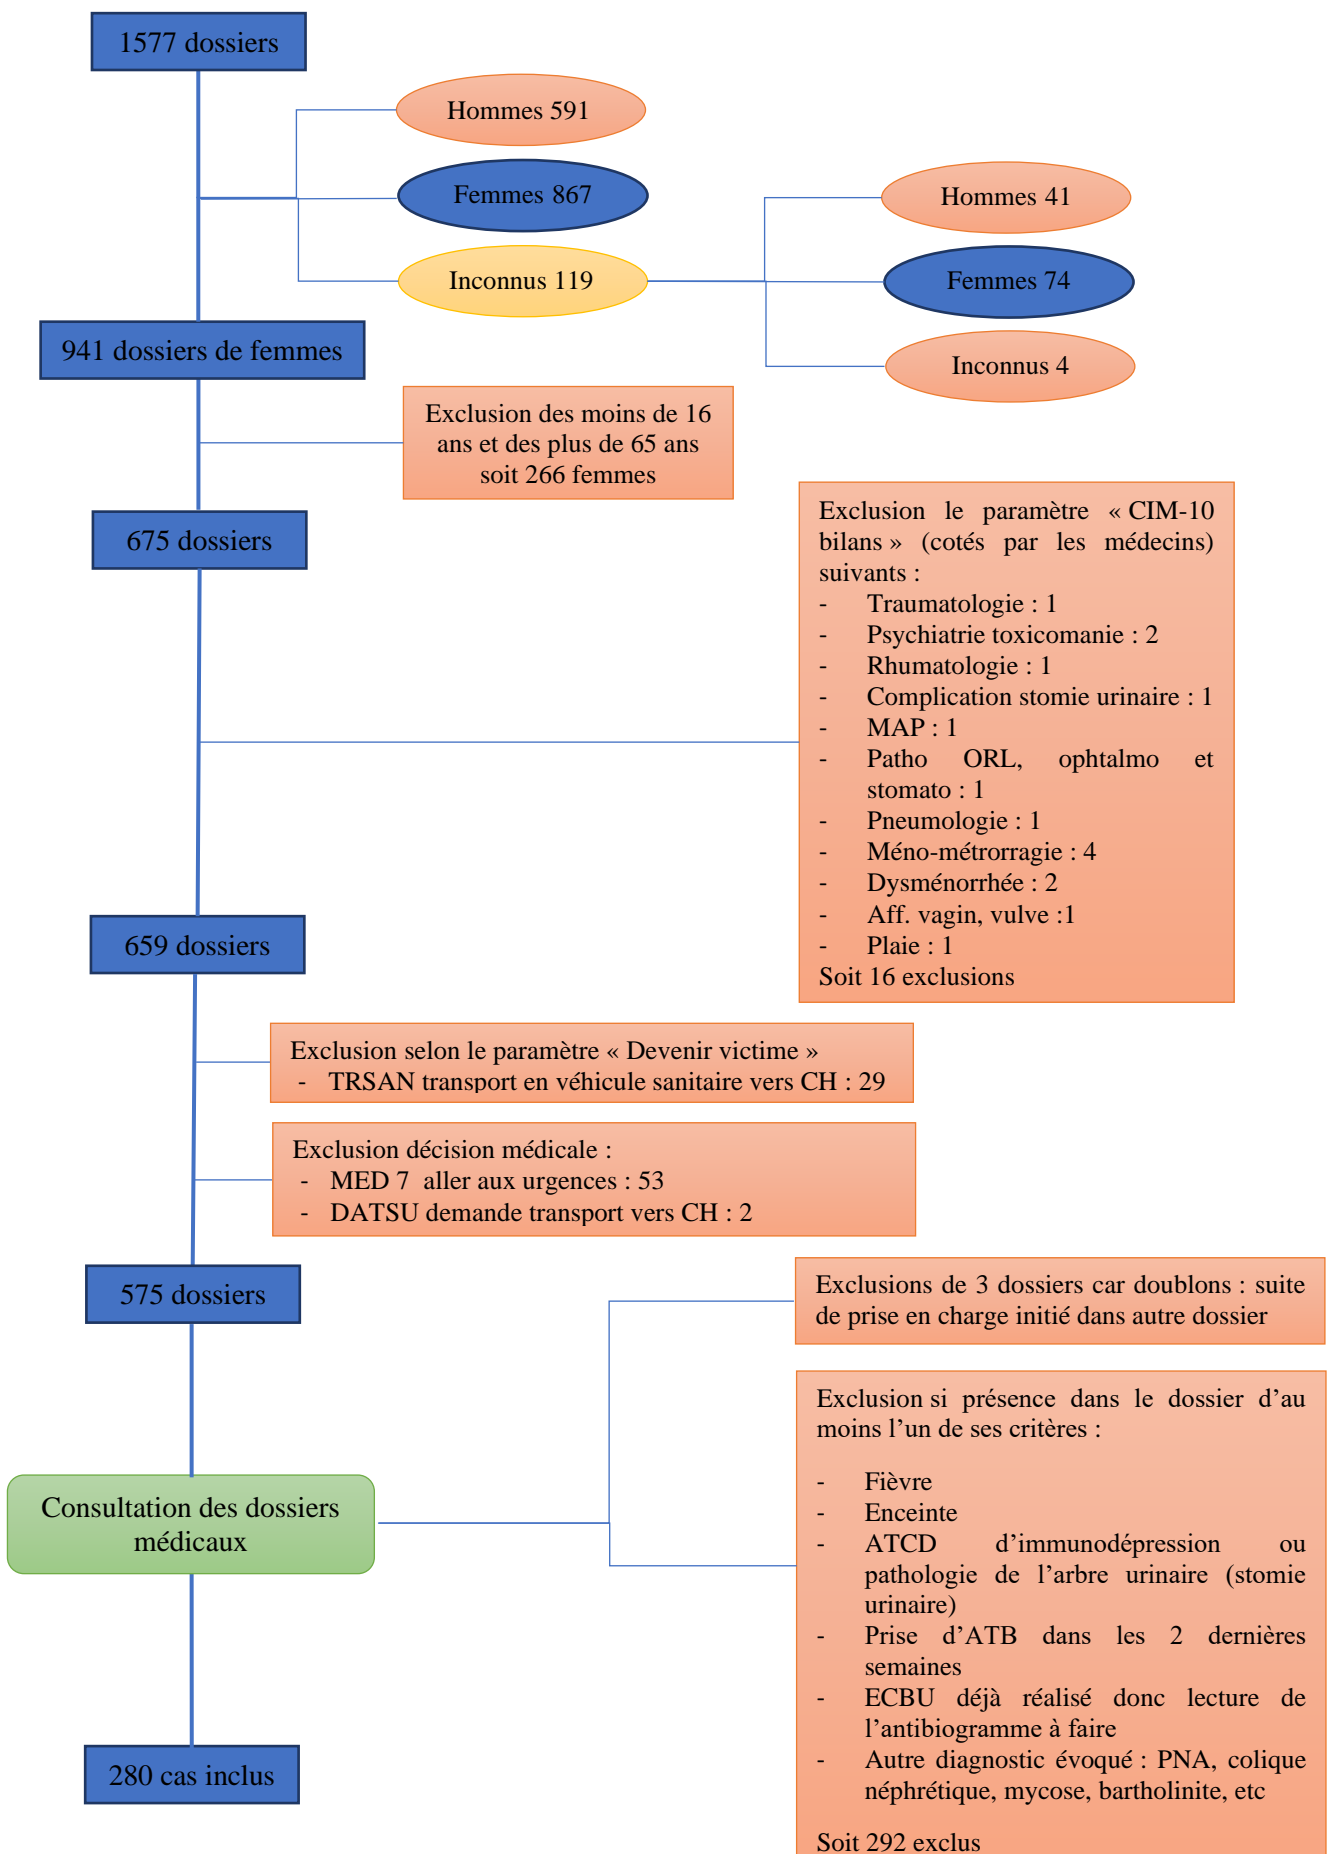 1577 dossiers
Hommes 591
Femmes 867
Inconnus 119
Hommes 41
Femmes 74
Inconnus 4
941 dossiers de femmes
Exclusion des moins de 16
ans et des plus de 65 ans
soit 266 femmes
675 dossiers
Exclusion le paramètre « CIM-10
bilans » (cotés par les médecins)
suivants :
- Traumatologie : 1
- Psychiatrie toxicomanie : 2
- Rhumatologie : 1
- Complication stomie urinaire : 1
- MAP : 1
- Patho ORL, ophtalmo et
stomato : 1
- Pneumologie : 1
- Méno-métrorragie : 4
- Dysménorrhée : 2
- Aff. vagin, vulve :1
- Plaie : 1
Soit 16 exclusions
659 dossiers
Exclusion selon le paramètre « Devenir victime »
- TRSAN transport en véhicule sanitaire vers CH : 29
Exclusion décision médicale :
- MED 7 aller aux urgences : 53
- DATSU demande transport vers CH : 2
575 dossiers
Exclusions de 3 dossiers car doublons : suite
de prise en charge initié dans autre dossier
Exclusion si présence dans le dossier d’au
moins l’un de ses critères :
- Fièvre
- Enceinte
- ATCD d’immunodépression ou
pathologie de l’arbre urinaire (stomie
urinaire)
- Prise d’ATB dans les 2 dernières
semaines
- ECBU déjà réalisé donc lecture de
l’antibiogramme à faire
- Autre diagnostic évoqué : PNA, colique
néphrétique, mycose, bartholinite, etc
Soit 292 exclus
Consultation des dossiers
médicaux
280 cas inclus